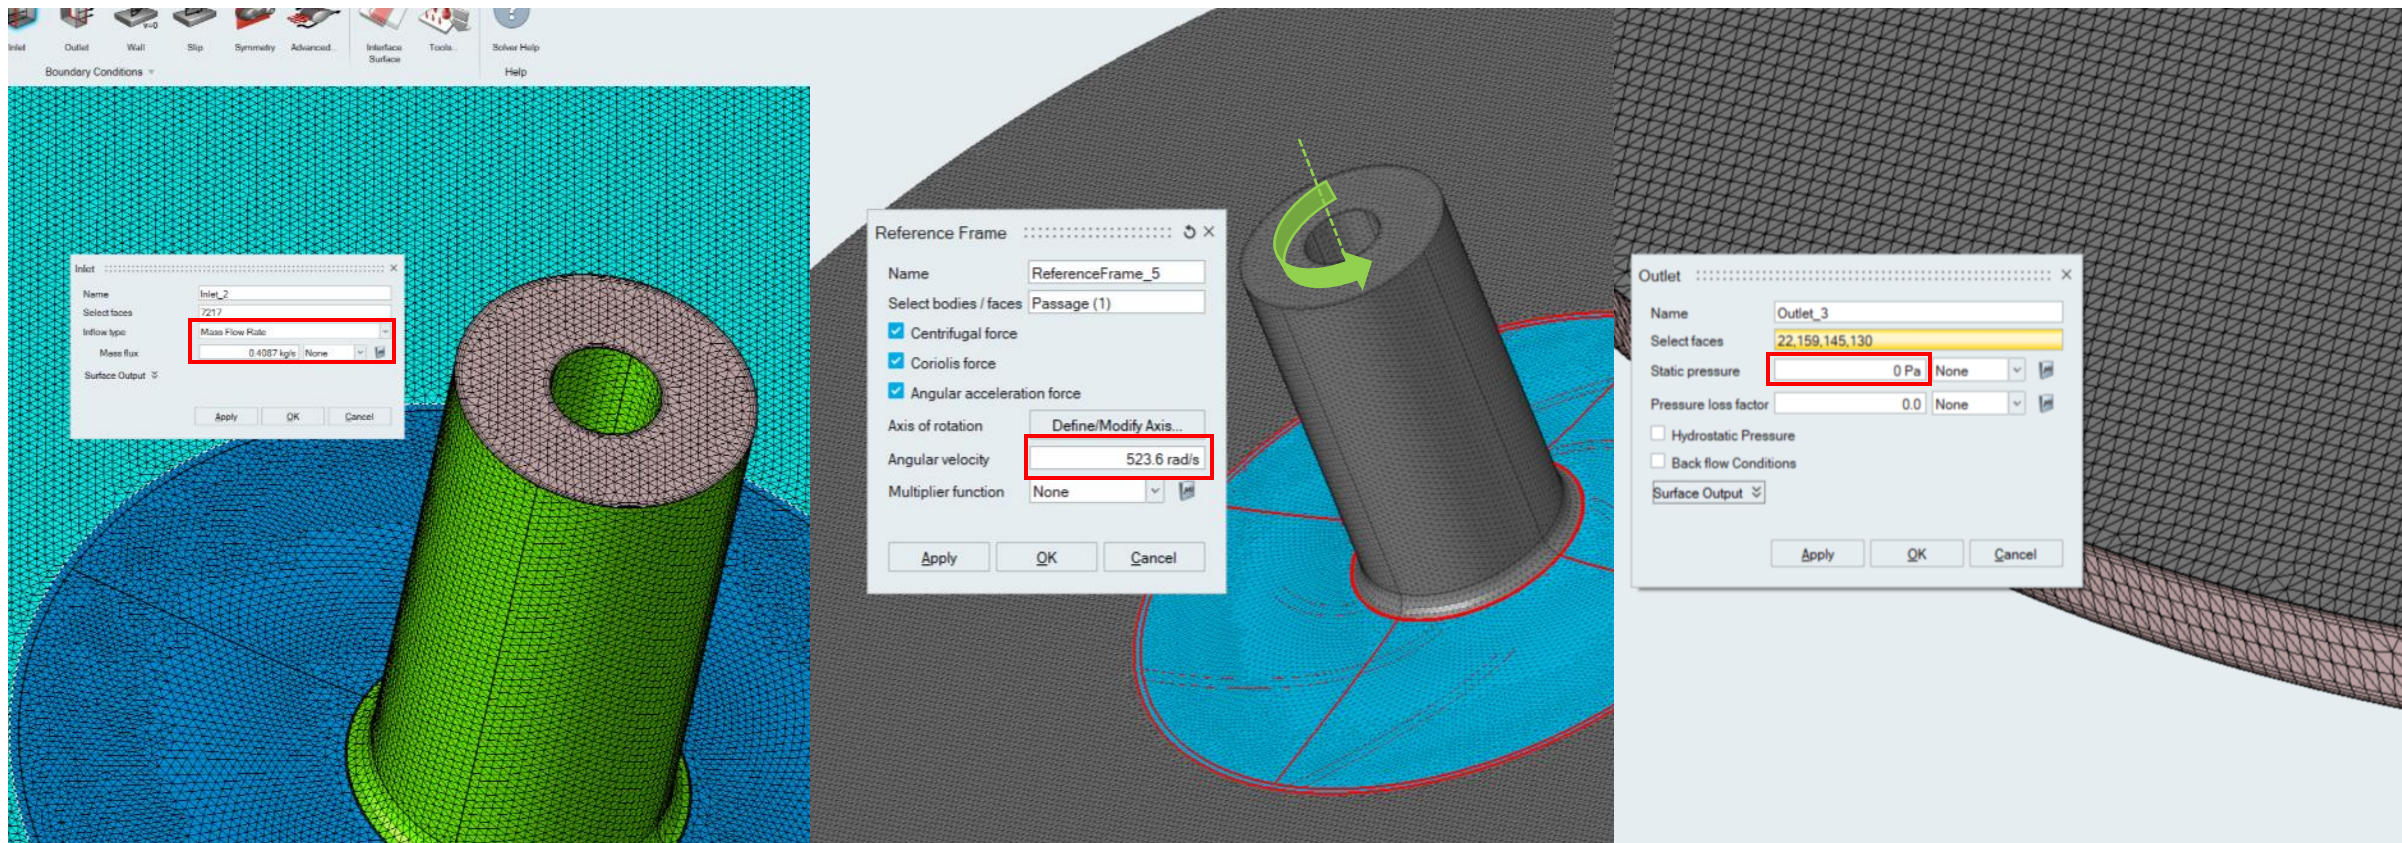 Inlet Outlet Wall Slip Symmetry Advanced... Interface Surface Tools... Solver Help
v=0
Boundary Conditions Help
Inlet
Name Inlet_2
Select faces 7217
Inflow type Mass Flow Rate
Mass flux 0.4087 kg/s None
Surface Output
Apply OK Cancel
Reference Frame
Name ReferenceFrame_5
Select bodies / faces Passage (1)
Centrifugal force
Coriolis force
Angular acceleration force
Axis of rotation Define/Modify Axis...
Angular velocity 523.6 rad/s
Multiplier function None
Apply OK Cancel
Outlet
Name Outlet_3
Select faces 22,159,145,130
Static pressure 0 Pa None
Pressure loss factor 0.0 None
Hydrostatic Pressure
Back flow Conditions
Surface Output
Apply OK Cancel